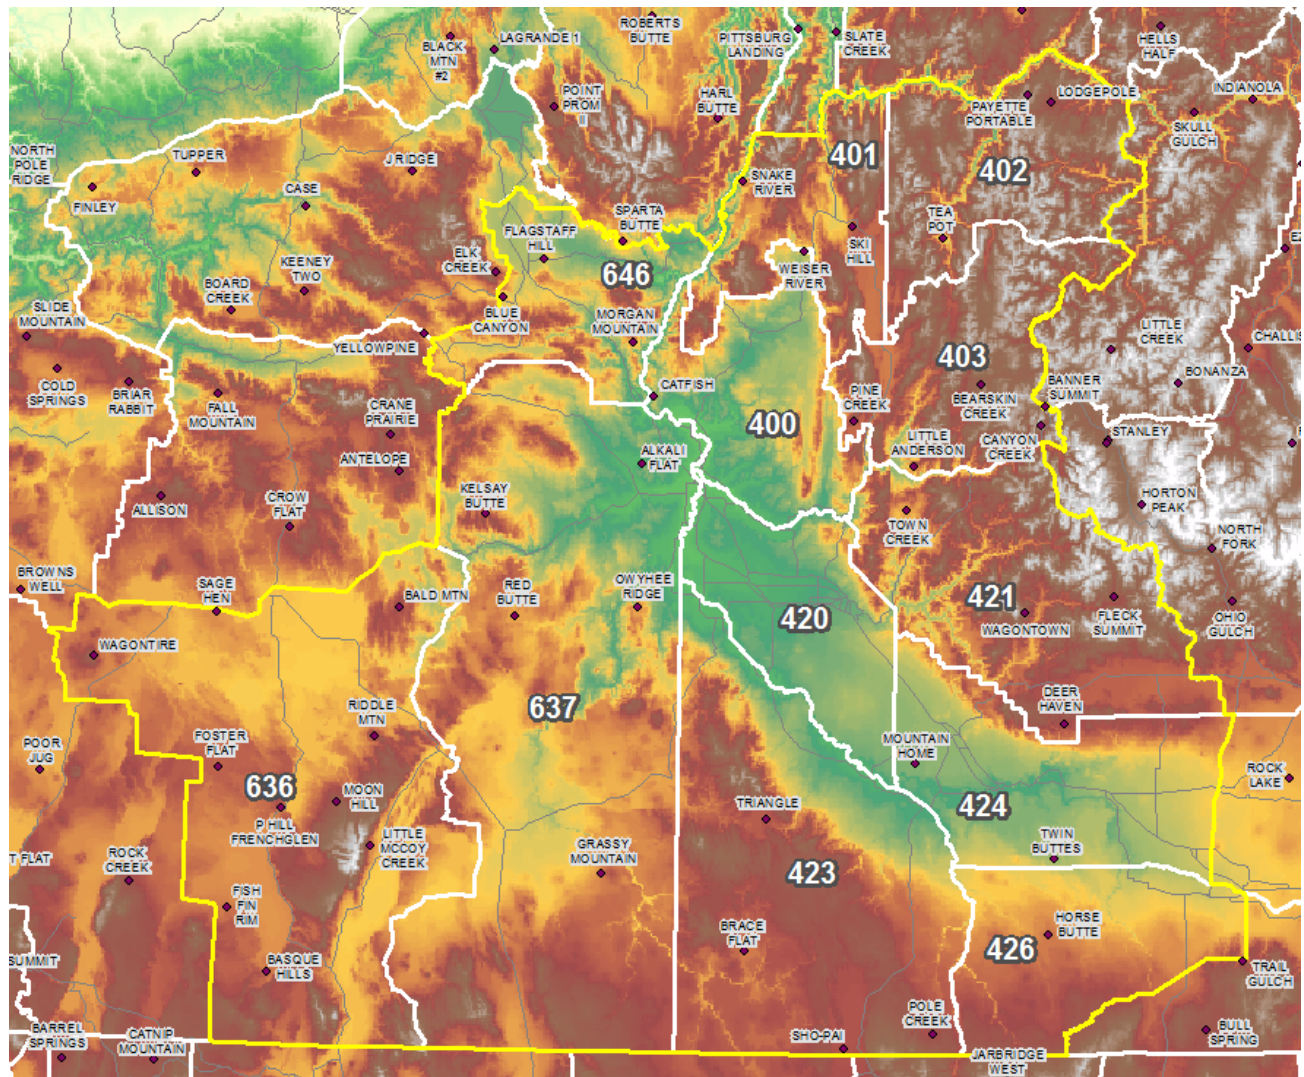 ROBERTS
BUTTE
PITTSBURG
LANDING
SLATE
CREEK
HELLS
HALF
LAGRANDE 1
BLACK
MTN
#2
POINT
PROM
II
HARL
BUTTE
PAYETTE
PORTABLE
LODGEPOLE
INDIANOLA
SKULL
GULCH
NORTH
POLE
RIDGE
TUPPER
J RIDGE
401
402
FINLEY
CASE
SNAKE
RIVER
SPARTA
BUTTE
TEA
POT
SKI
HILL
FLAGSTAFF
HILL
ELK
CREEK
646
WEISER
RIVER
KEENEY
TWO
BOARD
CREEK
SLIDE
MOUNTAIN
BLUE
CANYON
MORGAN
MOUNTAIN
LITTLE
CREEK
CHALLIS
YELLOWPINE
403
COLD
SPRINGS
BRIAR
RABBIT
FALL
MOUNTAIN
CATFISH
BONANZA
BANNER
SUMMIT
BEARSKIN
CREEK
PINE
CREEK
CRANE
PRAIRIE
400
CANYON
CREEK
STANLEY
LITTLE
ANDERSON
ANTELOPE
ALKALI
FLAT
ALLISON
CROW
FLAT
KELSAY
BUTTE
HORTON
PEAK
TOWN
CREEK
NORTH
FORK
BROWNS
WELL
SAGE
HEN
BALD MTN
RED
BUTTE
OWYHEE
RIDGE
421
WAGONTOWN
FLECK
SUMMIT
OHIO
GULCH
420
WAGONTIRE
637
RIDDLE
MTN
DEER
HAVEN
POOR
JUG
FOSTER
FLAT
MOUNTAIN
HOME
ROCK
LAKE
636
MOON
HILL
P HILL
FRENCHGLEN
TRIANGLE
424
TWIN
BUTTES
LITTLE
MCCOY
CREEK
GRASSY
MOUNTAIN
T FLAT
ROCK
CREEK
423
FISH
FIN
RIM
BRACE
FLAT
HORSE
BUTTE
426
SUMMIT
BASQUE
HILLS
TRAIL
GULCH
BARREL
SPRINGS
CATNIP
MOUNTAIN
SHO-PAI
POLE
CREEK
BULL
SPRING
JARBRIDGE
WEST